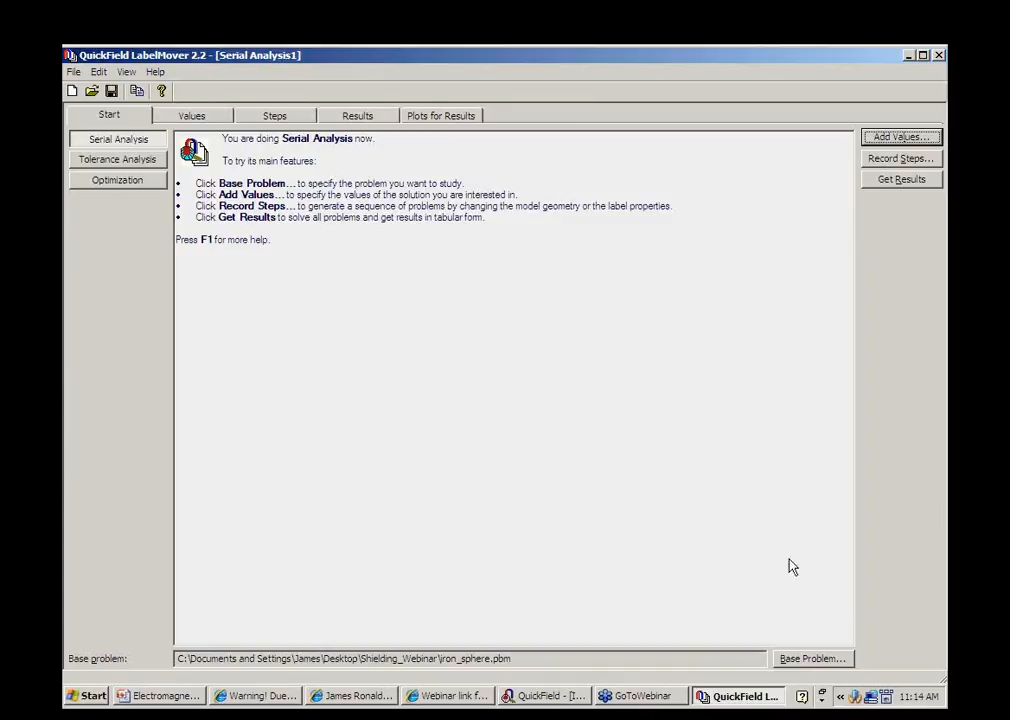 QuickField LabelMover 2.2 - [Serial Analysis1]
File Edit View Help
Start Values Steps Results Plots for Results
Serial Analysis
Tolerance Analysis
Optimization
You are doing Serial Analysis now.
To try its main features:
• Click Base Problem... to specify the problem you want to study.
• Click Add Values... to specify the values of the solution you are interested in.
• Click Record Steps... to generate a sequence of problems by changing the model geometry or the label properties.
• Click Get Results to solve all problems and get results in tabular form.
Press F1 for more help.
Add Values...
Record Steps...
Get Results
Base problem: C:\Documents and Settings\James\Desktop\Shielding_Webinar\iron_sphere.pbm Base Problem...
Start Electromagne... Warning! Due... James Ronald... Webinar link f... QuickField - [I... GoToWebinar QuickField L... 11:14 AM